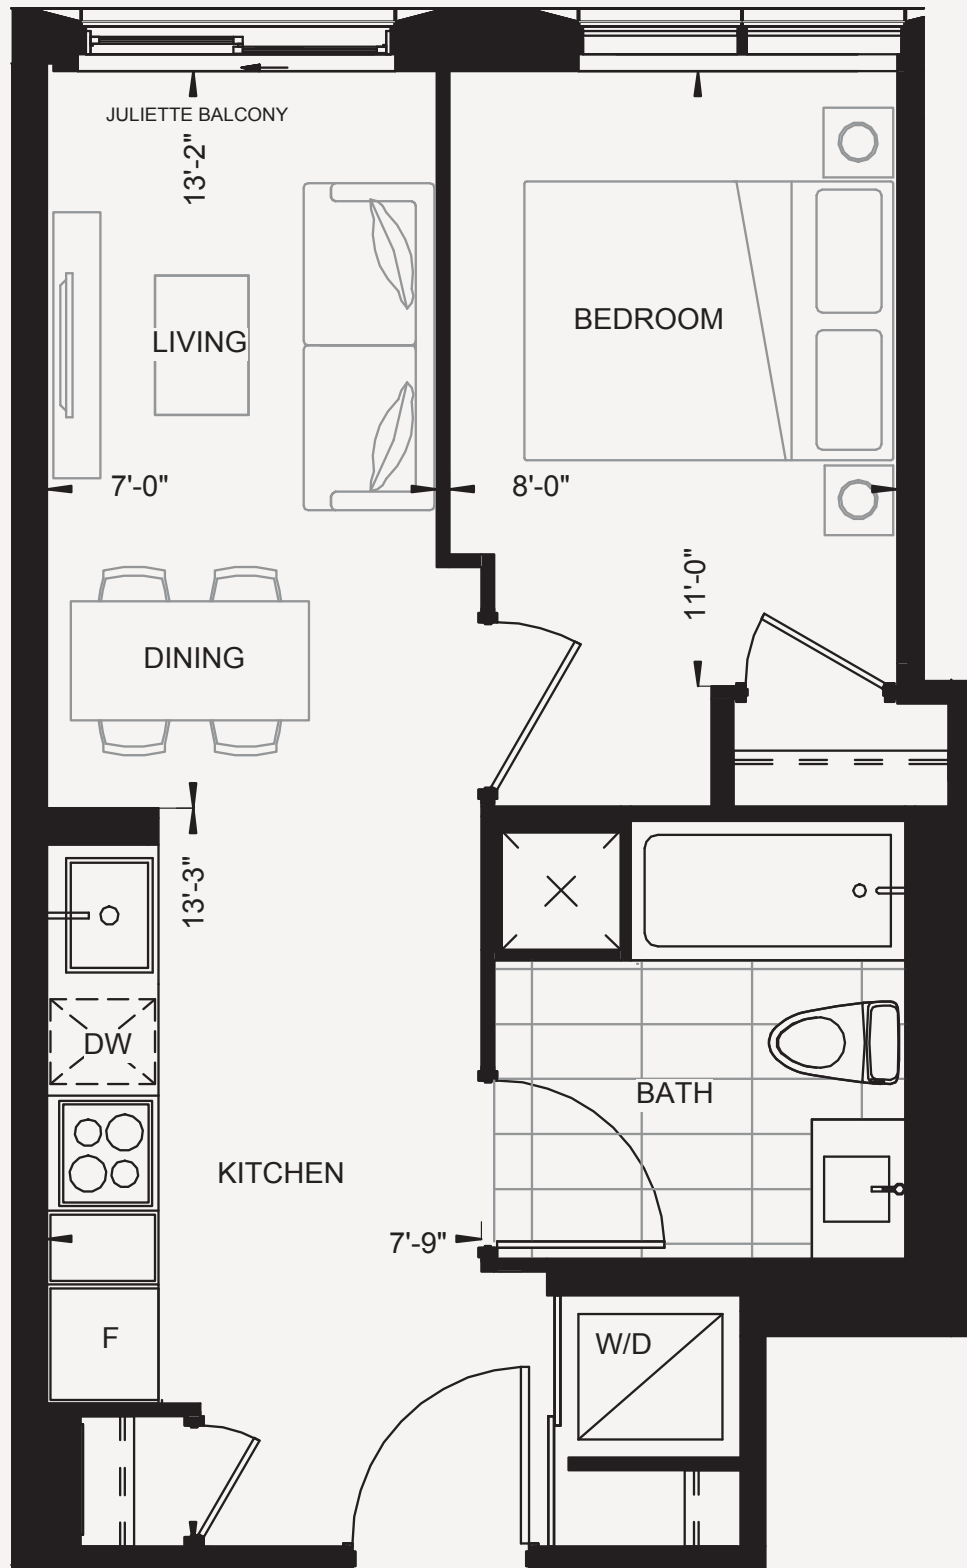 JULIETTE BALCONY
13'-2"
LIVING
BEDROOM
7'-0"
8'-0"
11'-0"
DINING
13'-3"
DW
BATH
KITCHEN
7'-9"
F
W/D